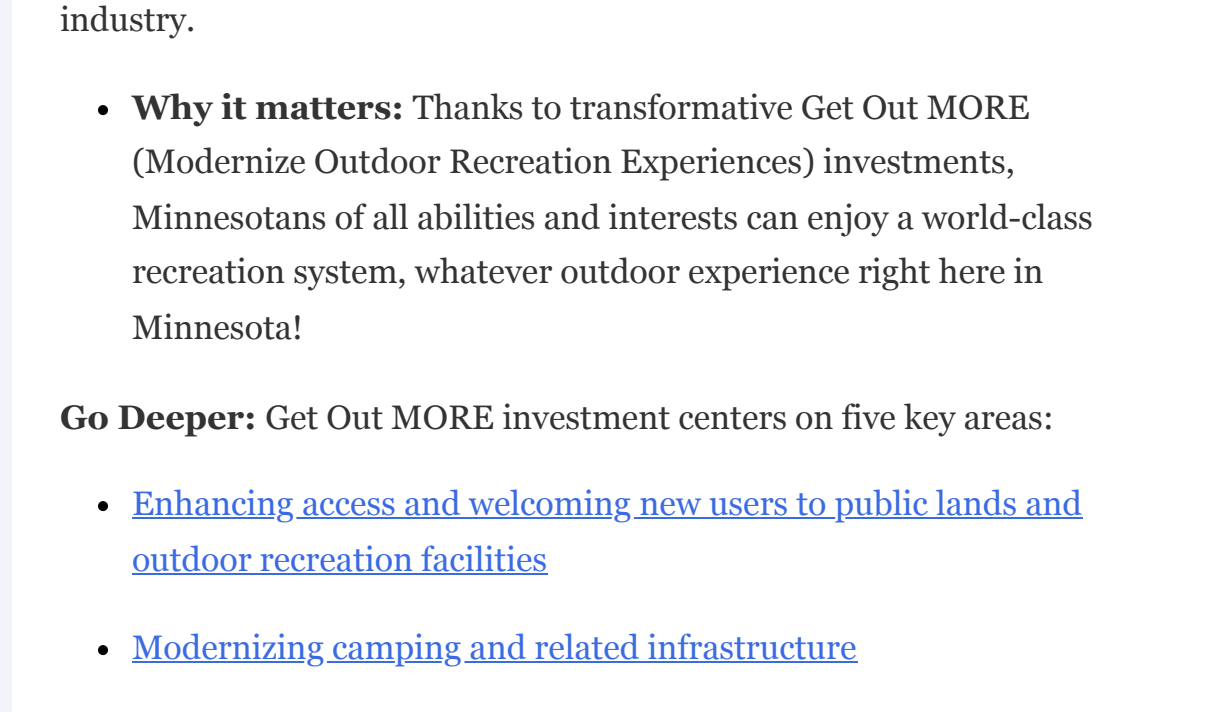 industry.
• Why it matters: Thanks to transformative Get Out MORE
(Modernize Outdoor Recreation Experiences) investments,
Minnesotans of all abilities and interests can enjoy a world-class
recreation system, whatever outdoor experience right here in
Minnesota!
Go Deeper: Get Out MORE investment centers on five key areas:
• Enhancing access and welcoming new users to public lands and
outdoor recreation facilities
• Modernizing camping and related infrastructure